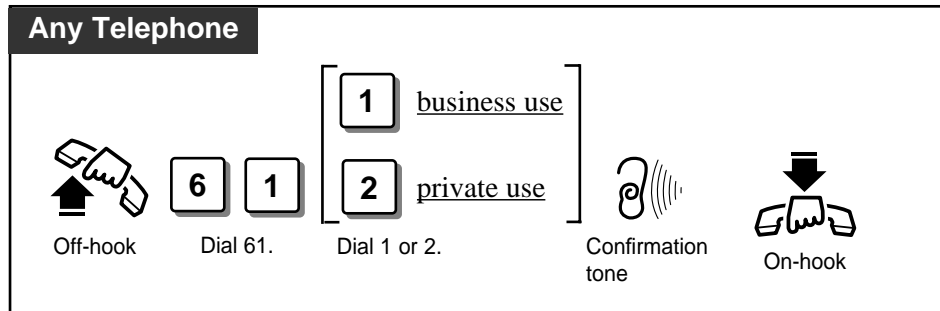 Any Telephone
1 business use
6 1 2 private use
Off-hook Dial 61. Dial 1 or 2. Confirmation tone On-hook